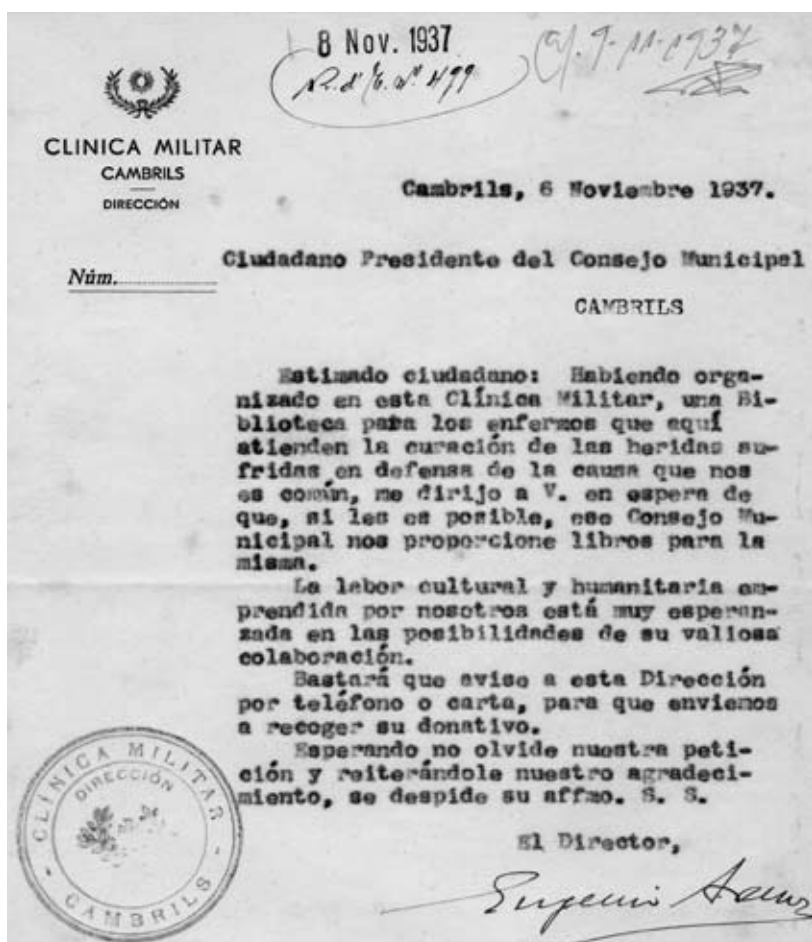 8 Nov. 1937
9-11-1937
CLINICA MILITAR
CAMBRILS
DIRECCIÓN
Núm.
Cambrils, 6 Noviembre 1937.
Ciudadano Presidente del Consejo Municipal
CAMBRILS
Estimado ciudadano: Habiendo orga-
nizado en esta Clínica Militar, una Bi-
blioteca para los enfermos que aquí
atienden la curación de las heridas su-
fridas en defensa de la causa que nos
es común, me dirijo a V. en espera de
que, si les es posible, ese Consejo Mu-
nicipal nos proporcione libros para la
misma.
La labor cultural y humanitaria em-
prendida por nosotros está muy esperan-
zada en las posibilidades de su valiosa
colaboración.
Bastará que avise a esta Dirección
por teléfono o carta, para que enviemos
a recoger su donativo.
Esperando no olvide nuestra peti-
ción y reiterándole nuestro agradeci-
miento, se despide su affmo. S. S.
El Director,
Eugenio
CLÍNICA MILITAR
DIRECCIÓN
CAMBRILS